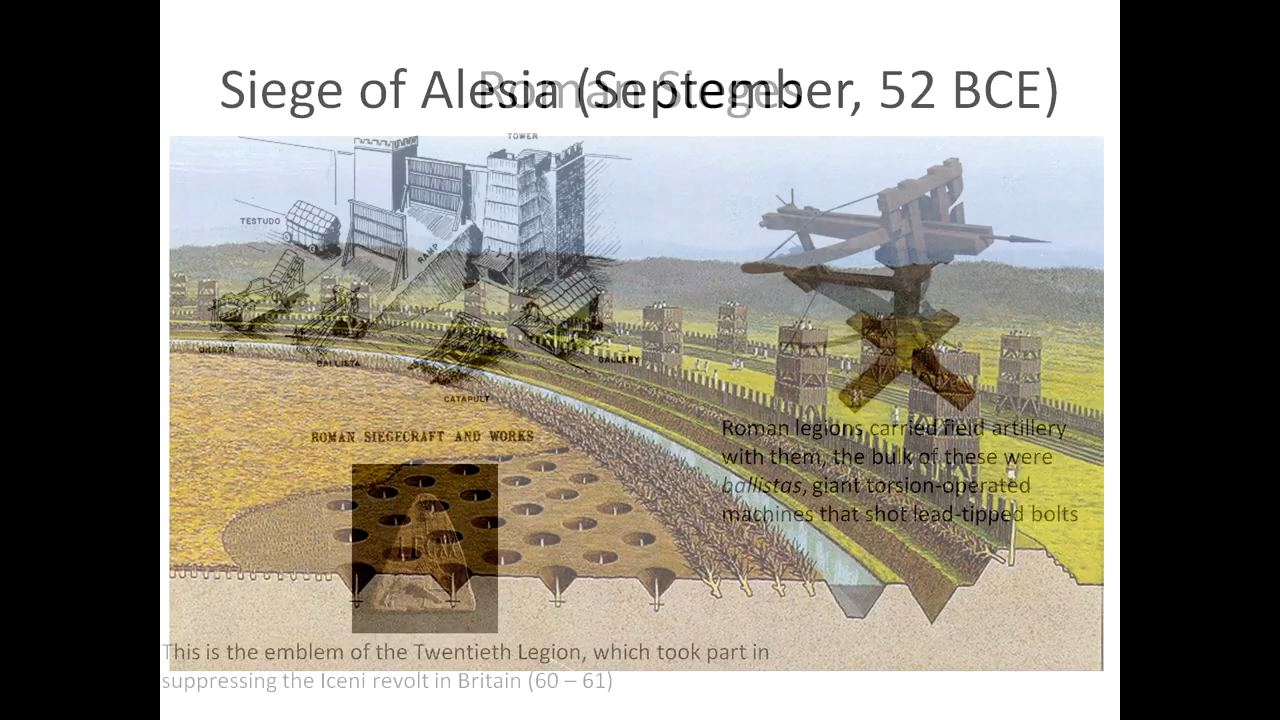 Siege of Alesia (September, 52 BCE)
Roman Sieges
TOWER
TESTUDO
RAMP
ONAGER
BALLISTA
GALLERY
CATAPULT
ROMAN SIEGECRAFT AND WORKS
Roman legions carried field artillery
with them, the bulk of these were
ballistas, giant torsion-operated
machines that shot lead-tipped bolts
This is the emblem of the Twentieth Legion, which took part in
suppressing the Iceni revolt in Britain (60 – 61)